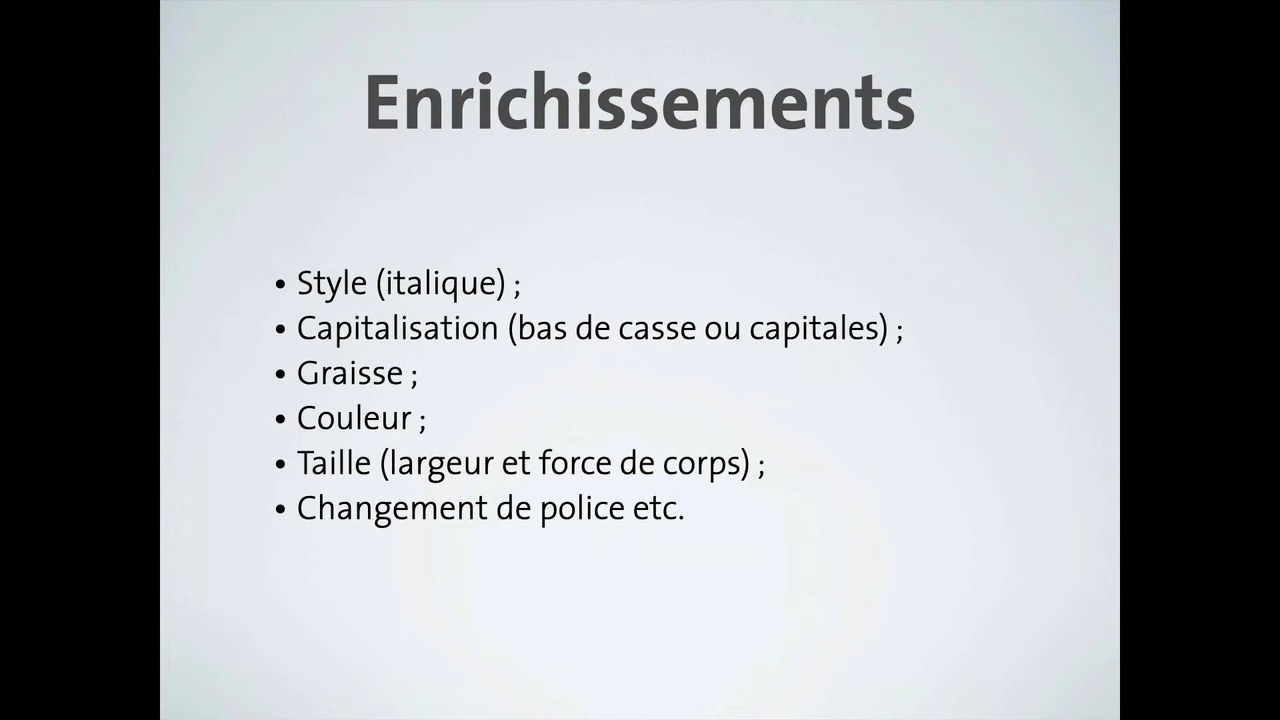 Enrichissements
• Style (italique) ;
• Capitalisation (bas de casse ou capitales) ;
• Graisse ;
• Couleur ;
• Taille (largeur et force de corps) ;
• Changement de police etc.